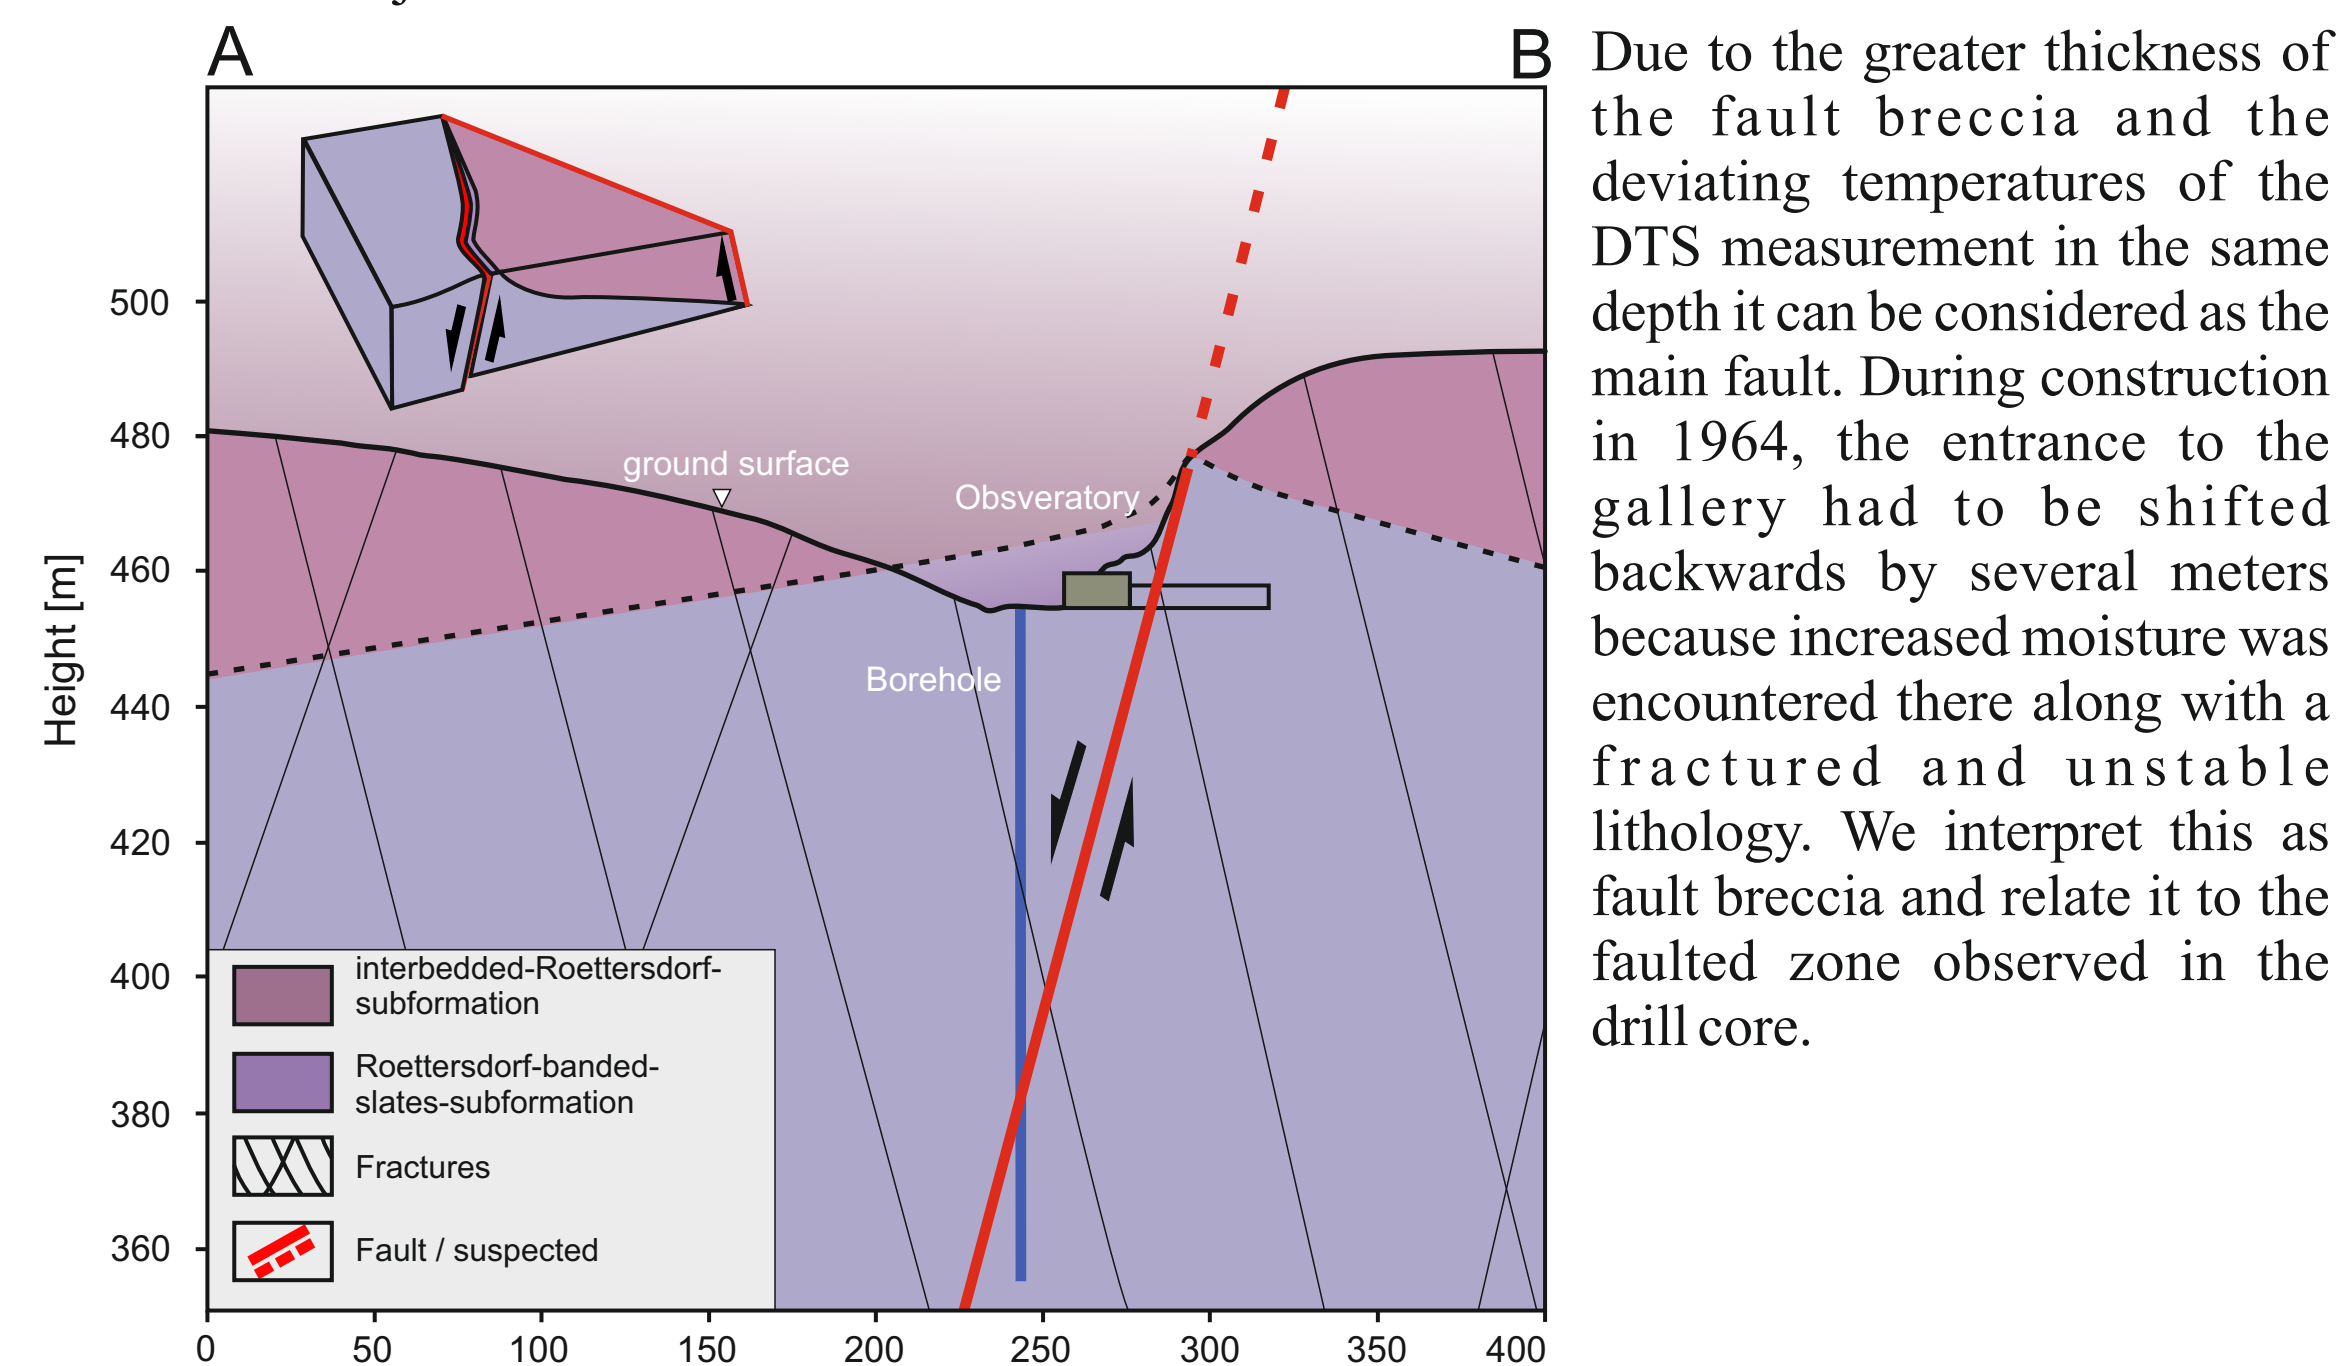 A
B
500
480
460
440
420
400
380
360
Height [m]
ground surface
Obsveratory
Borehole
interbedded-Roettersdorf-
subformation
Roettersdorf-banded-
slates-subformation
Fractures
Fault / suspected
0
50
100
150
200
250
300
350
400
Due to the greater thickness of
the fault breccia and the
deviating temperatures of the
DTS measurement in the same
depth it can be considered as the
main fault. During construction
in 1964, the entrance to the
gallery had to be shifted
backwards by several meters
because increased moisture was
encountered there along with a
fractured and unstable
lithology. We interpret this as
fault breccia and relate it to the
faulted zone observed in the
drill core.